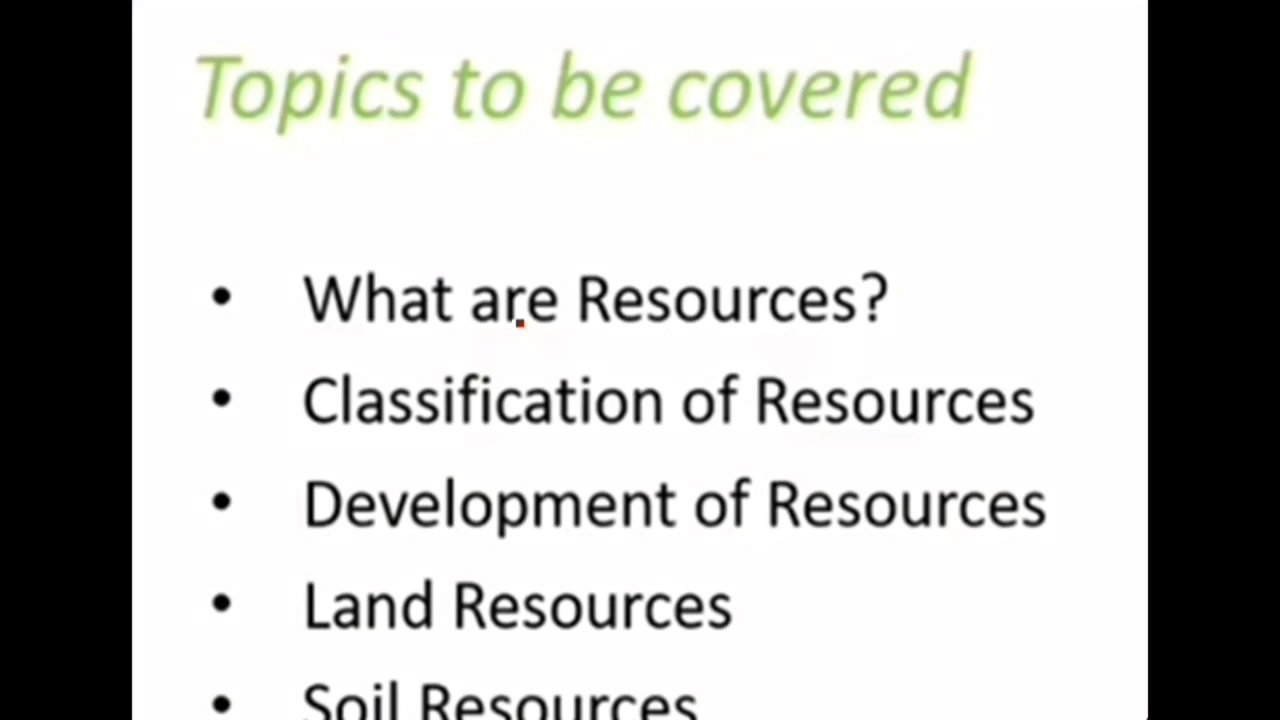 Topics to be covered
• What are Resources?
• Classification of Resources
• Development of Resources
• Land Resources
• Soil Resources